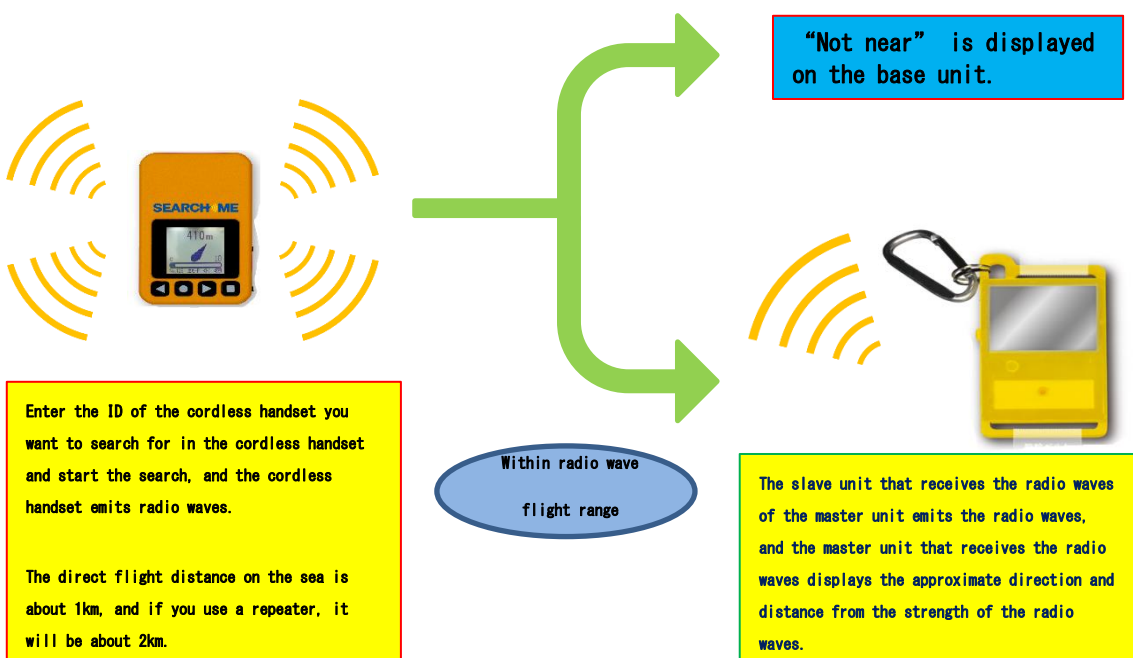 “Not near” is displayed
on the base unit.
SEARCH ME
410m
Enter the ID of the cordless handset you
want to search for in the cordless handset
and start the search, and the cordless
handset emits radio waves.
The direct flight distance on the sea is
about 1km, and if you use a repeater, it
will be about 2km.
Within radio wave
flight range
The slave unit that receives the radio waves
of the master unit emits the radio waves,
and the master unit that receives the radio
waves displays the approximate direction and
distance from the strength of the radio
waves.